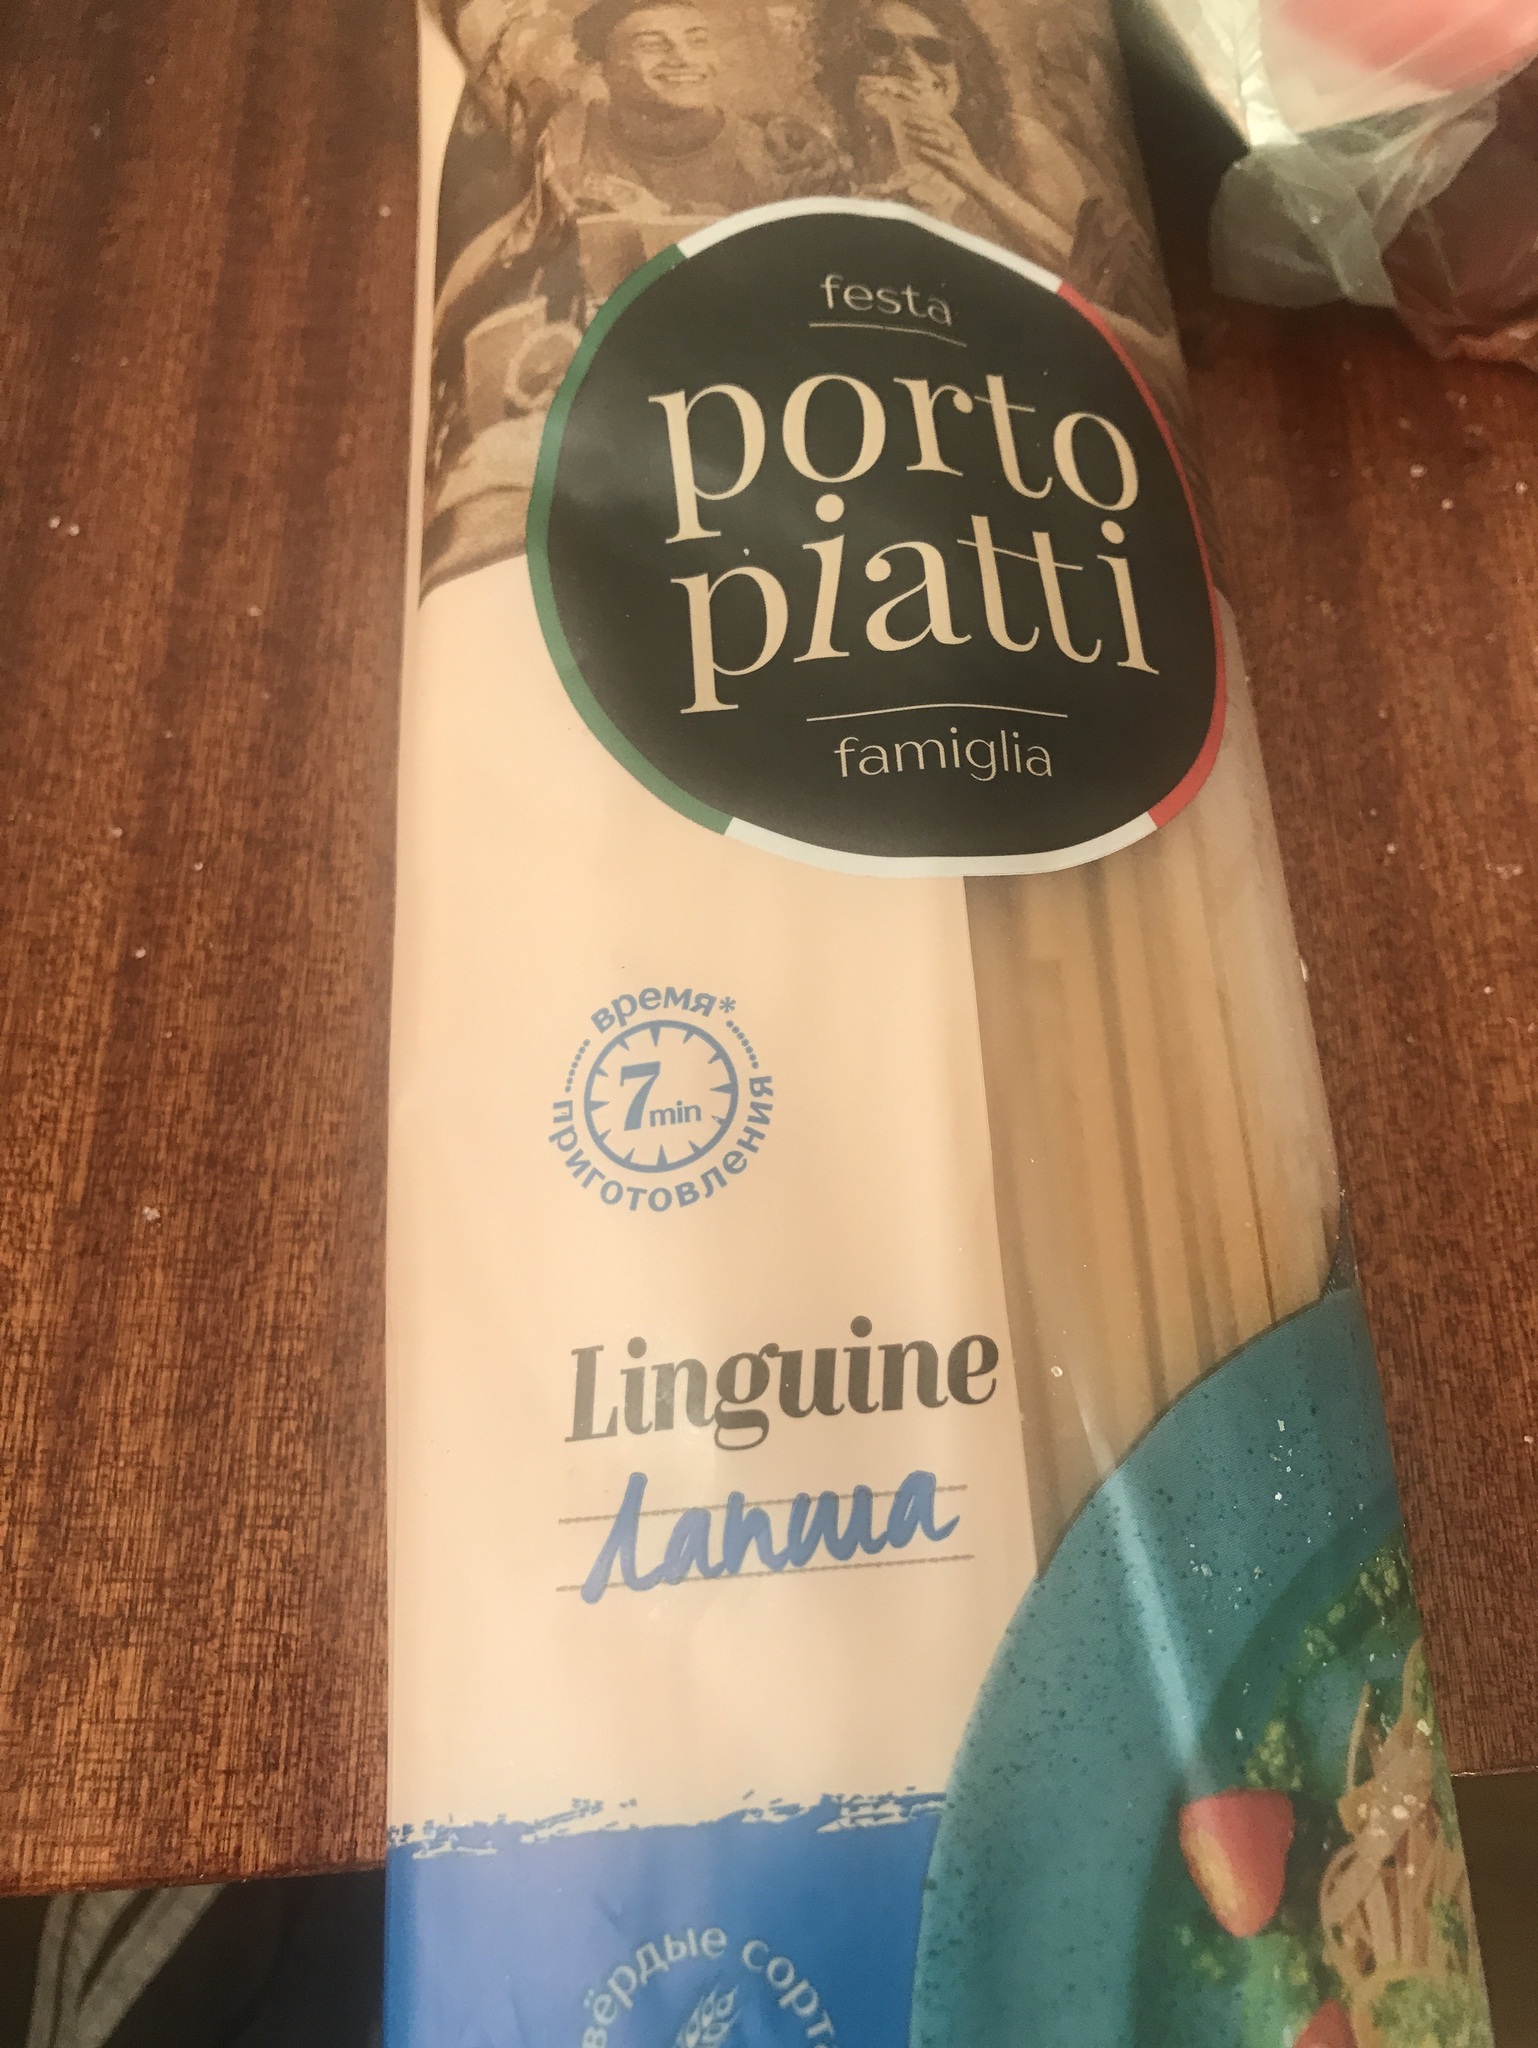 festa
porto
piatti
famiglia
время*
7min
приготовления
Linguine
Лапша